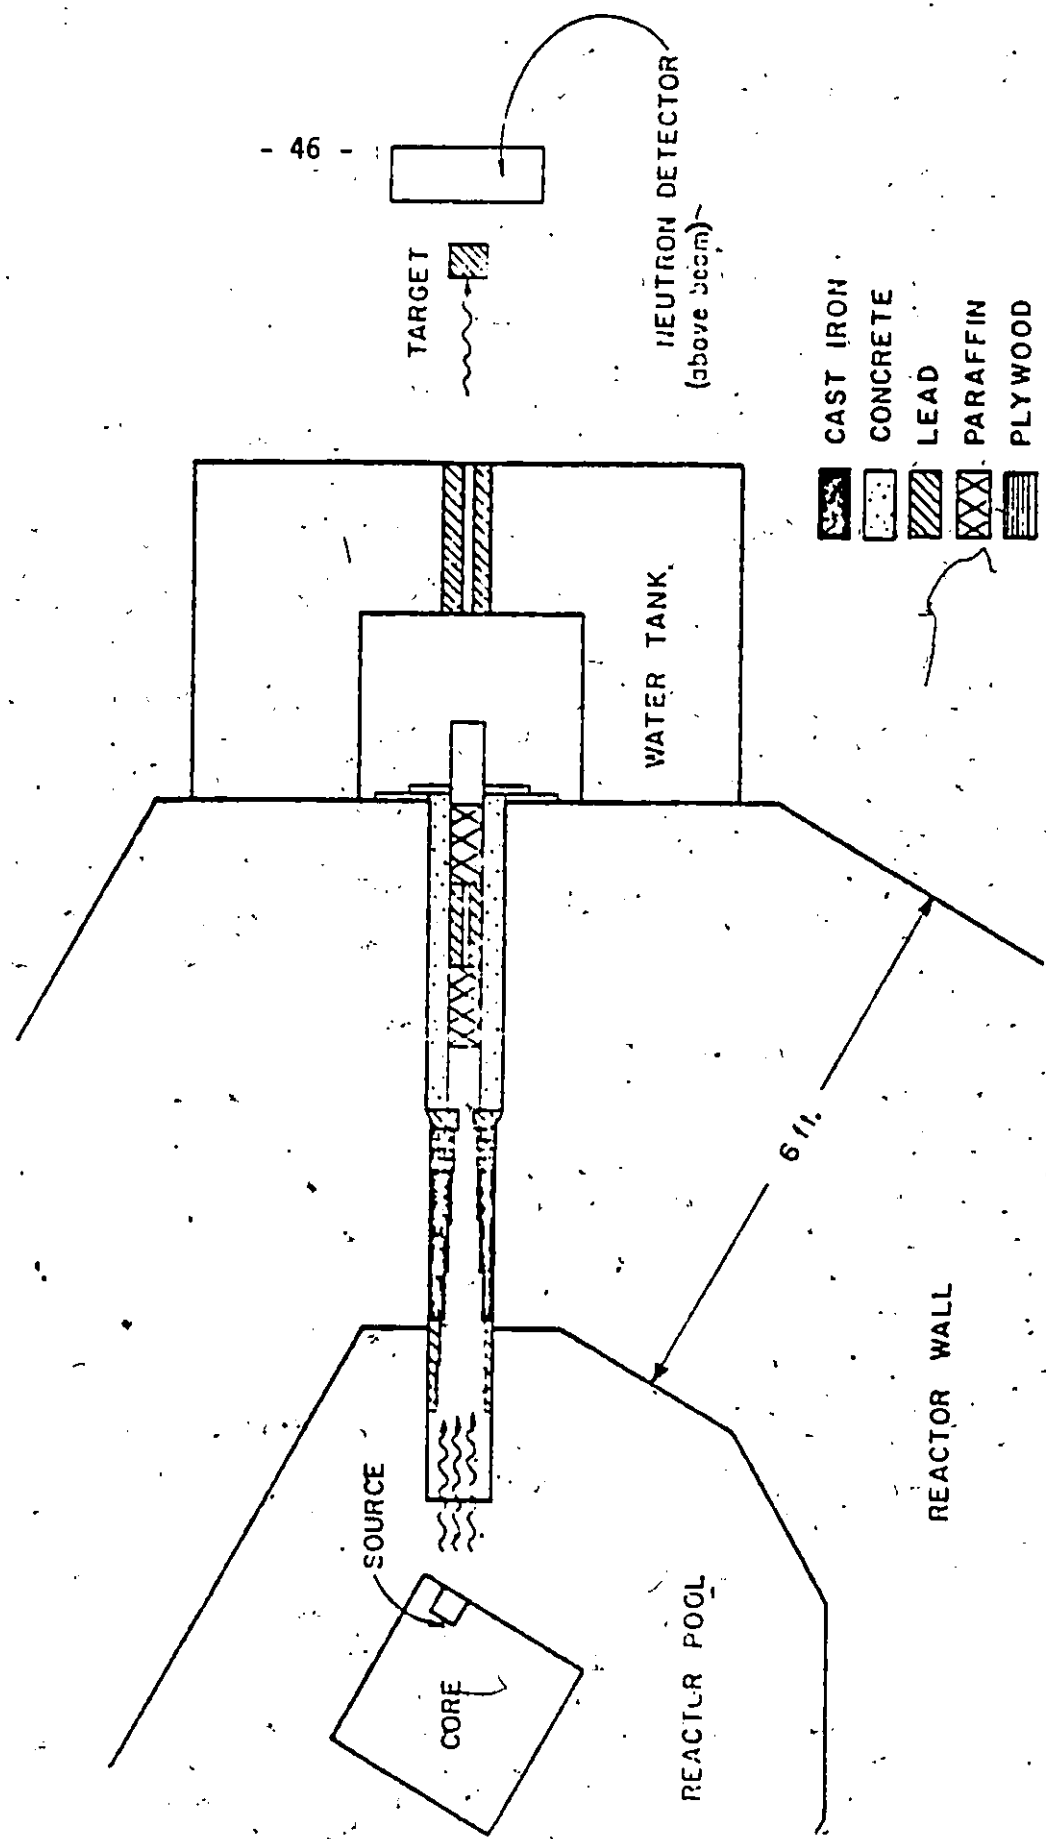 - 46 -
TARGET
NEUTRON DETECTOR
(above beam)
WATER TANK
CAST IRON
CONCRETE
LEAD
PARAFFIN
PLYWOOD
6 ft.
SOURCE
CORE
REACTOR POOL
REACTOR WALL